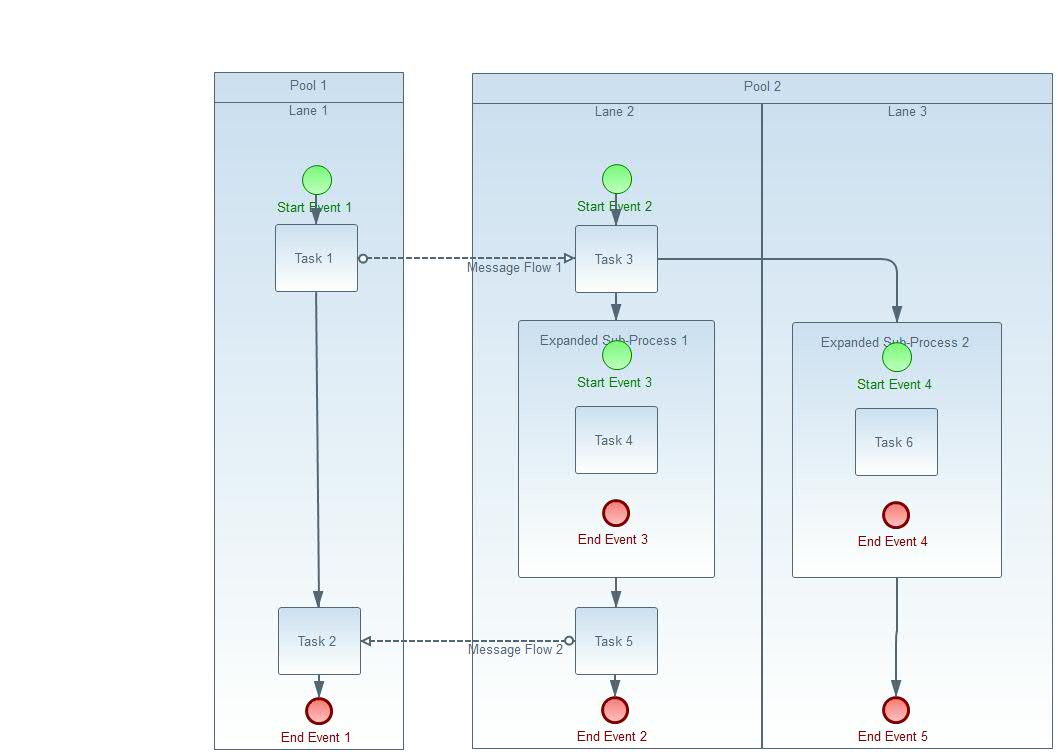 Pool 1
Pool 2
Lane 1
Lane 2
Lane 3
Start Event 1
Start Event 2
Task 1
Message Flow 1
Task 3
Expanded Sub-Process 1
Expanded Sub-Process 2
Start Event 3
Start Event 4
Task 4
Task 6
End Event 3
End Event 4
Task 2
Message Flow 2
Task 5
End Event 1
End Event 2
End Event 5